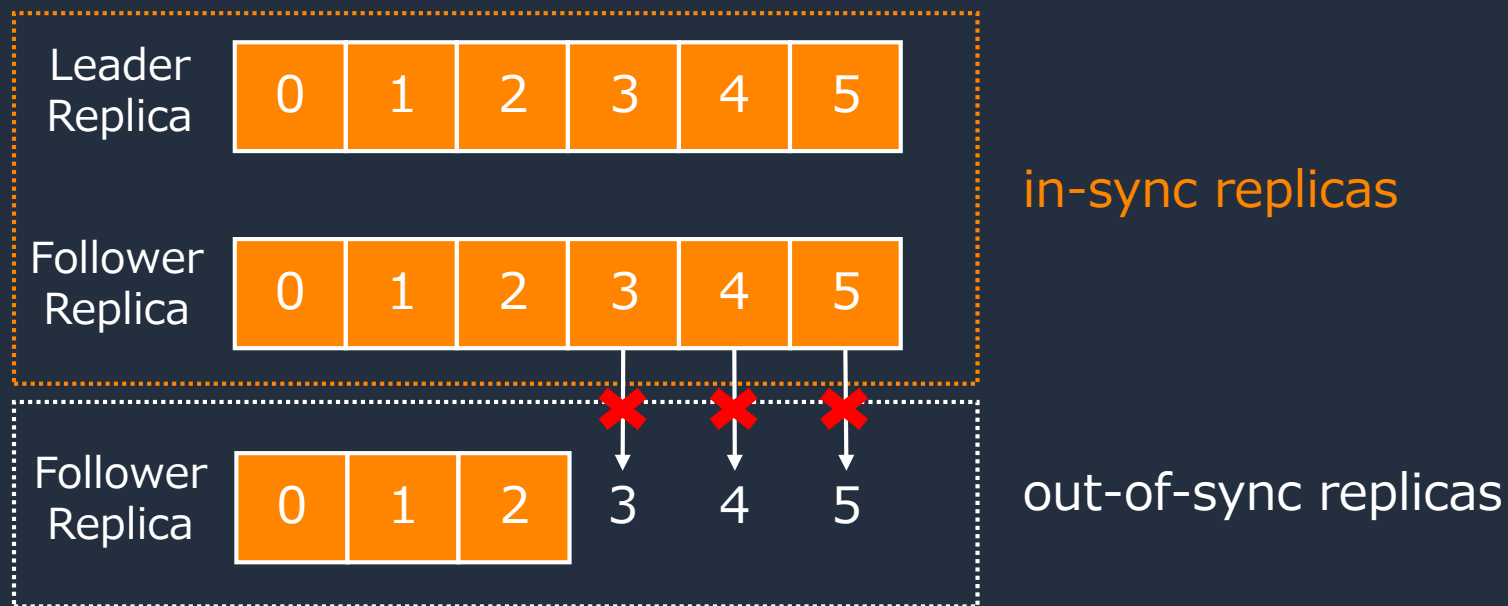 Leader
Replica
0 1 2 3 4 5
in-sync replicas
Follower
Replica
0 1 2 3 4 5
Follower
Replica
0 1 2 3 4 5
out-of-sync replicas